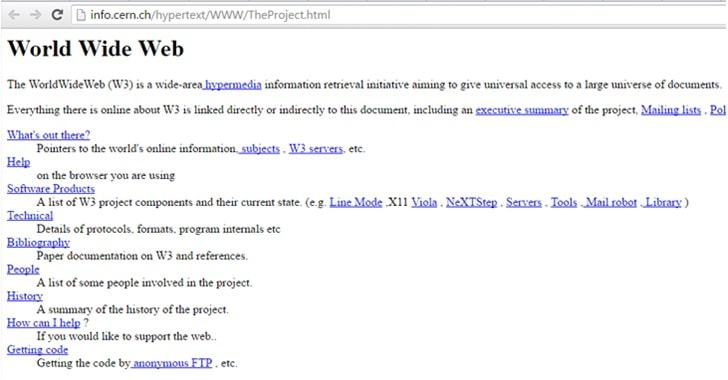 info.cern.ch/hypertext/WWW/TheProject.html
World Wide Web
The WorldWideWeb (W3) is a wide-area hypermedia information retrieval initiative aiming to give universal access to a large universe of documents.
Everything there is online about W3 is linked directly or indirectly to this document, including an executive summary of the project, Mailing lists , Pol
What's out there?
Pointers to the world's online information, subjects , W3 servers, etc.
Help
on the browser you are using
Software Products
A list of W3 project components and their current state. (e.g. Line Mode ,X11 Viola , NeXTStep , Servers , Tools , Mail robot , Library )
Technical
Details of protocols, formats, program internals etc
Bibliography
Paper documentation on W3 and references.
People
A list of some people involved in the project.
History
A summary of the history of the project.
How can I help ?
If you would like to support the web..
Getting code
Getting the code by anonymous FTP , etc.